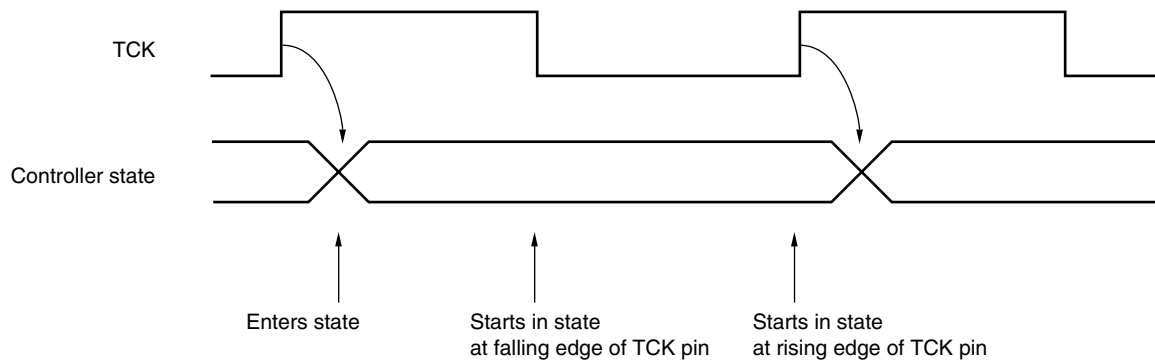 TCK
Controller state
Enters state
Starts in state
at falling edge of TCK pin
Starts in state
at rising edge of TCK pin